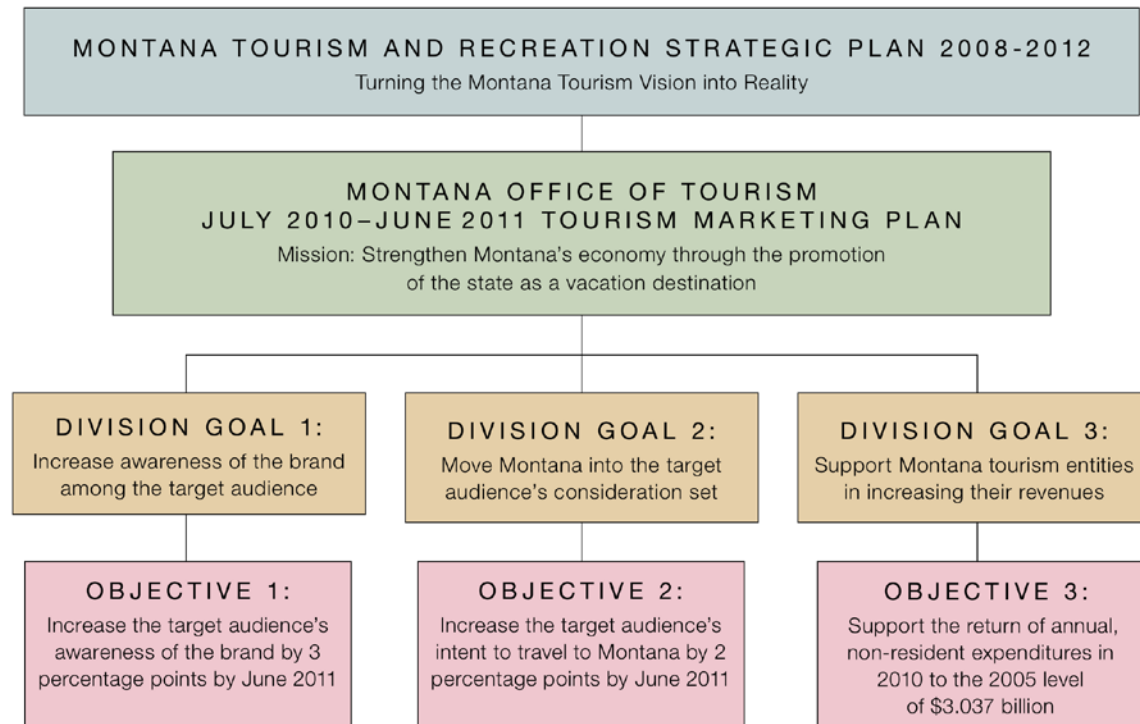 MONTANA TOURISM AND RECREATION STRATEGIC PLAN 2008-2012
Turning the Montana Tourism Vision into Reality
MONTANA OFFICE OF TOURISM
JULY 2010–JUNE 2011 TOURISM MARKETING PLAN
Mission: Strengthen Montana's economy through the promotion
of the state as a vacation destination
DIVISION GOAL 1:
Increase awareness of the brand
among the target audience
DIVISION GOAL 2:
Move Montana into the target
audience's consideration set
DIVISION GOAL 3:
Support Montana tourism entities
in increasing their revenues
OBJECTIVE 1:
Increase the target audience's
awareness of the brand by 3
percentage points by June 2011
OBJECTIVE 2:
Increase the target audience's
intent to travel to Montana by 2
percentage points by June 2011
OBJECTIVE 3:
Support the return of annual,
non-resident expenditures in
2010 to the 2005 level
of $3.037 billion